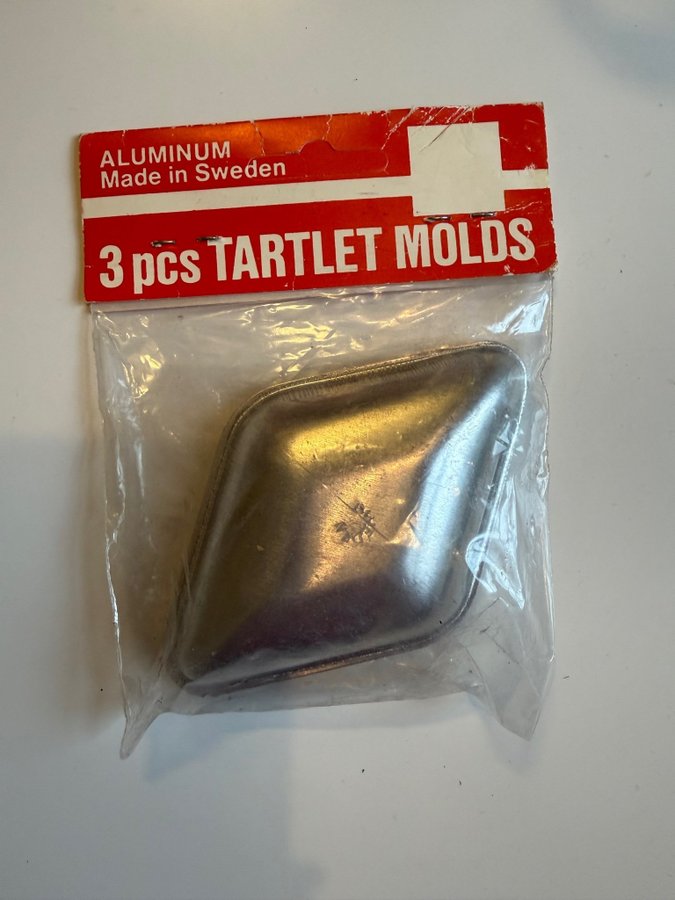 ALUMINUM
Made in Sweden
3 pcs TARTLET MOLDS